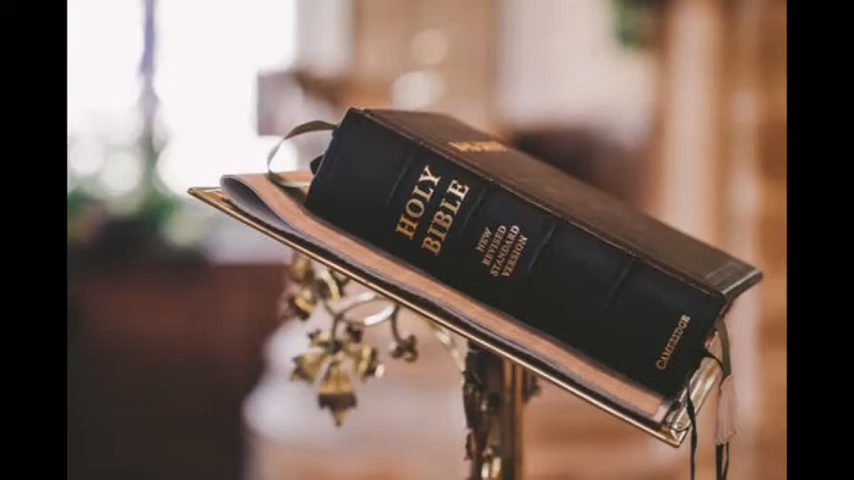 HOLY
BIBLE
NEW
REVISED
STANDARD
VERSION
CAMBRIDGE